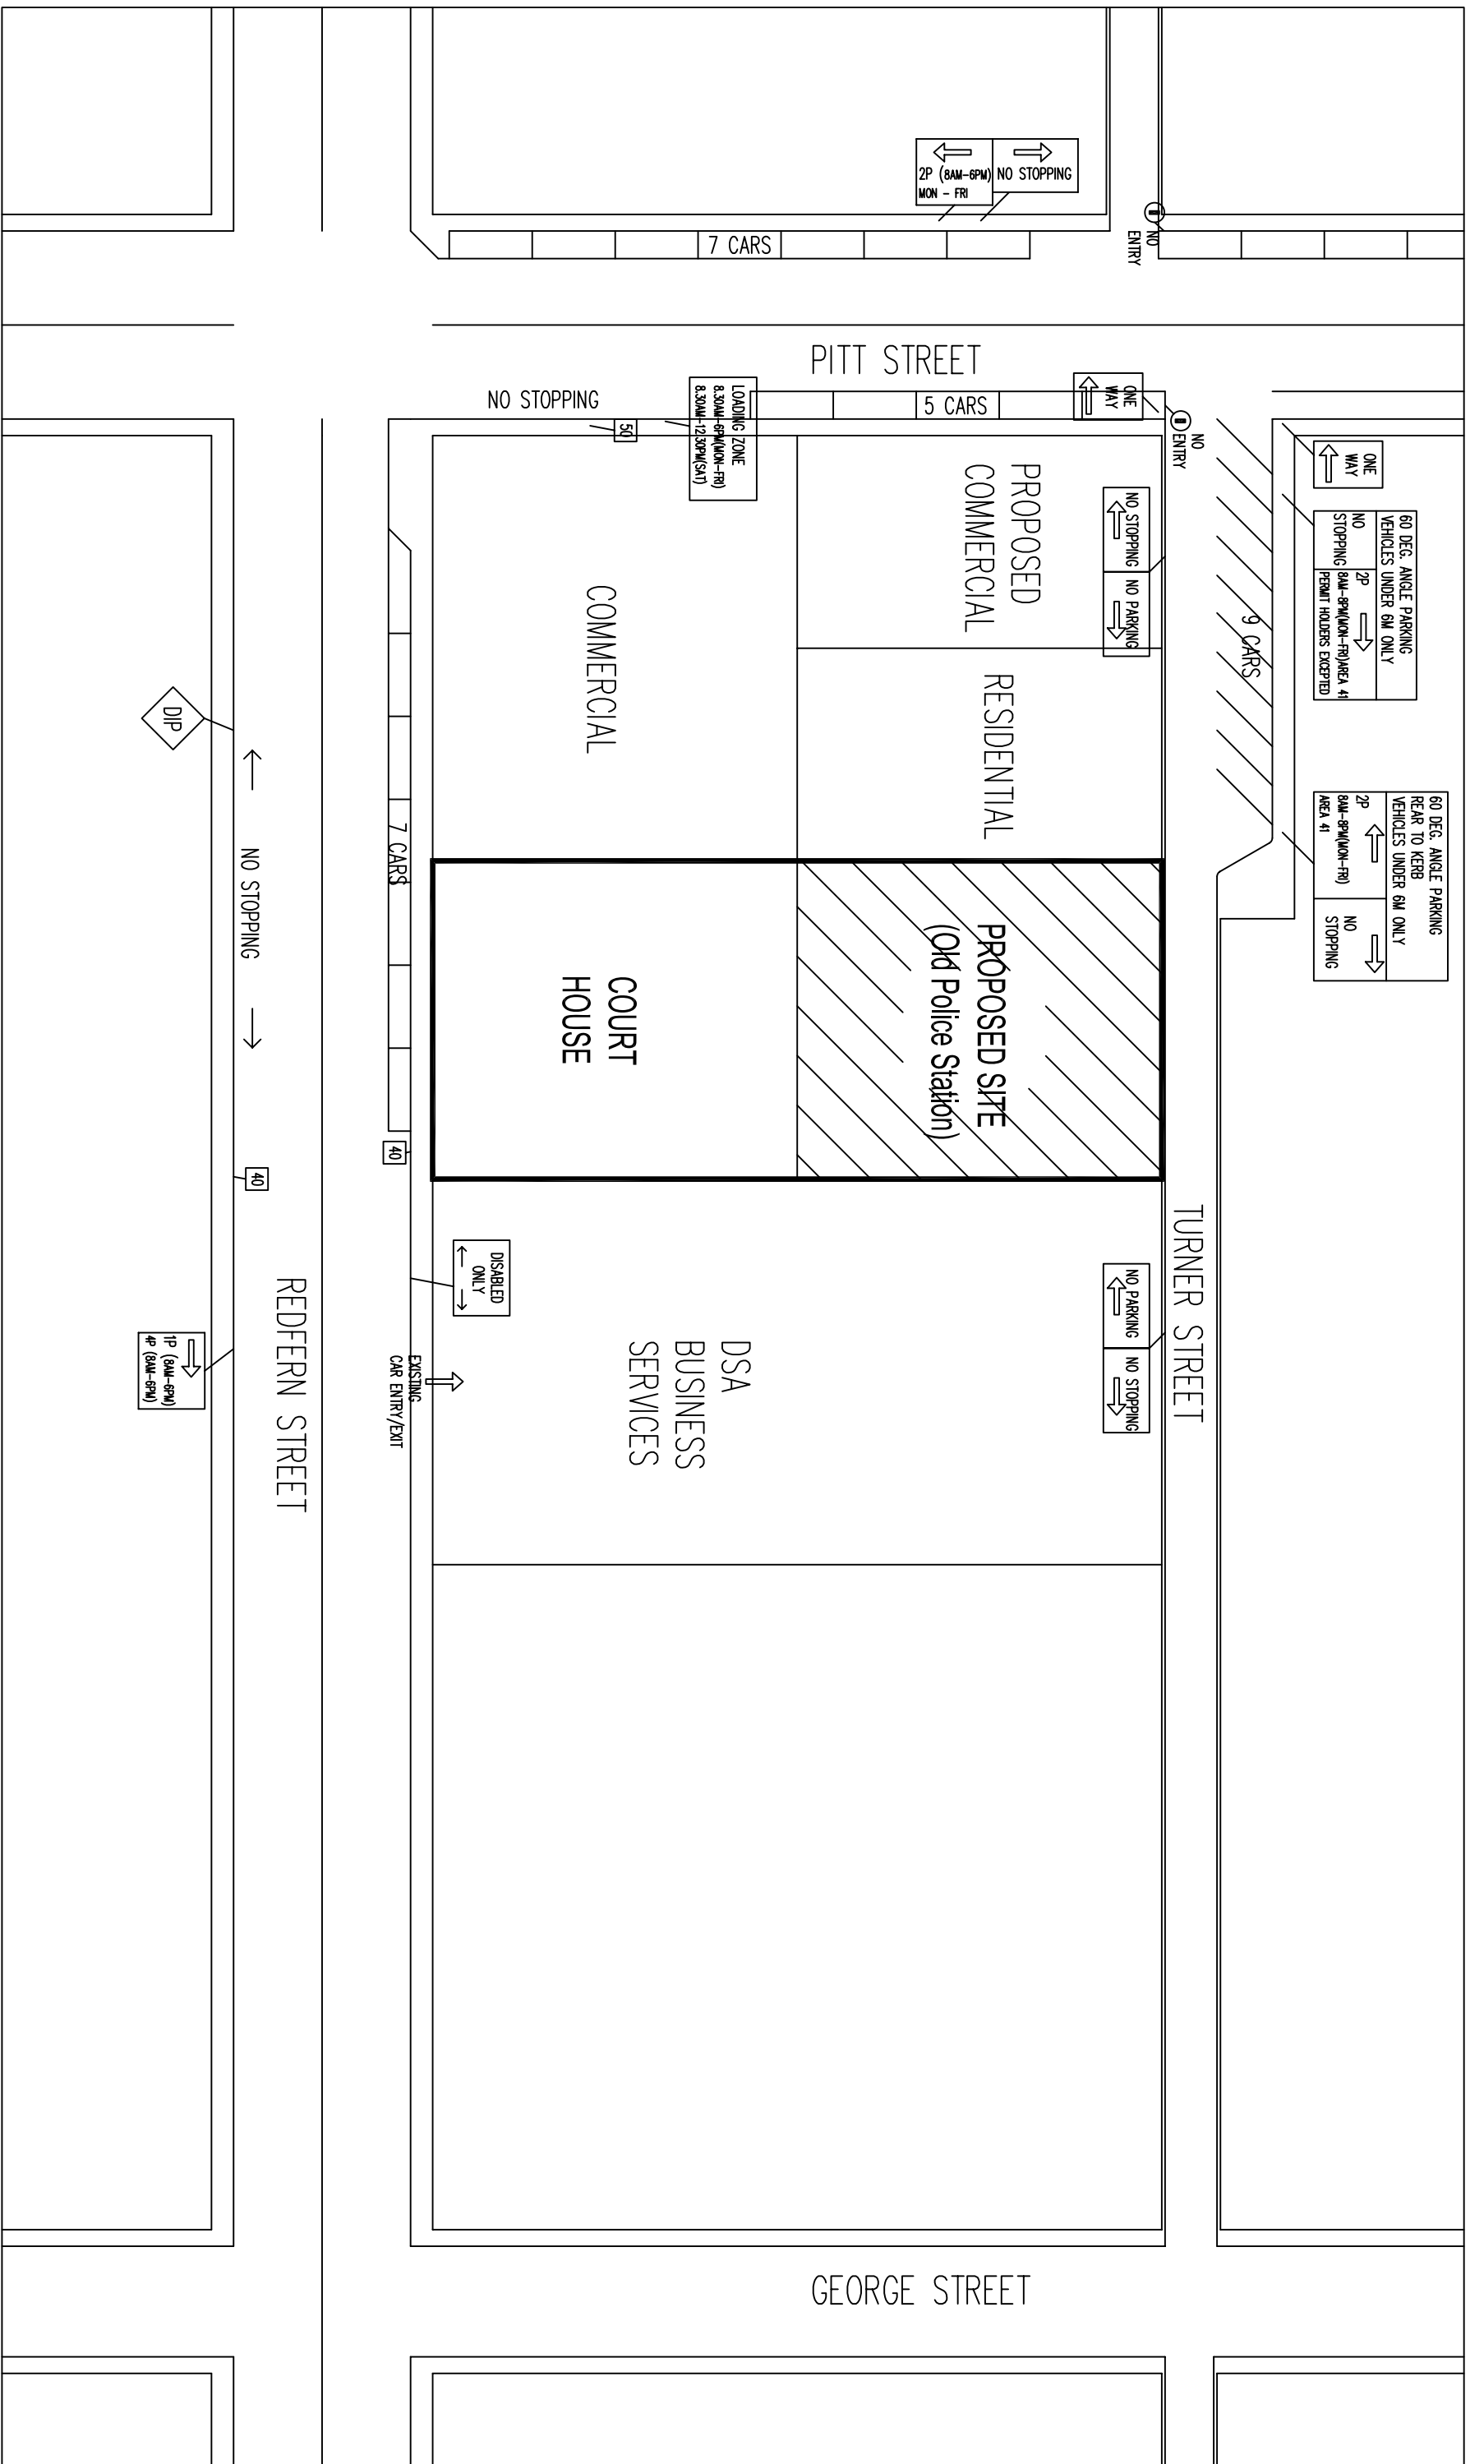 2P (8AM-6PM)
MON - FRI
NO STOPPING
7 CARS
NO
ENTRY
PITT STREET
NO STOPPING
50
LOADING ZONE
8.30AM-6PM(MON-FRI)
8.30AM-12.30PM(SAT)
5 CARS
ONE
WAY
NO
ENTRY
ONE
WAY
60 DEG. ANGLE PARKING
VEHICLES UNDER 6M ONLY
NO
STOPPING
2P
8AM-8PM(MON-FRI)AREA 41
PERMIT HOLDERS EXCEPTED
9 CARS
60 DEG. ANGLE PARKING
REAR TO KERB
VEHICLES UNDER 6M ONLY
2P
8AM-8PM(MON-FRI)
AREA 41
NO
STOPPING
NO STOPPING
NO PARKING
PROPOSED
COMMERCIAL
RESIDENTIAL
COMMERCIAL
7 CARS
DIP
NO STOPPING
PROPOSED SITE
(Old Police Station)
COURT
HOUSE
40
40
TURNER STREET
NO PARKING
NO STOPPING
DISABLED
ONLY
DSA
BUSINESS
SERVICES
EXISTING
CAR ENTRY/EXIT
REDFERN STREET
1P (8AM-6PM)
4P (8AM-6PM)
GEORGE STREET